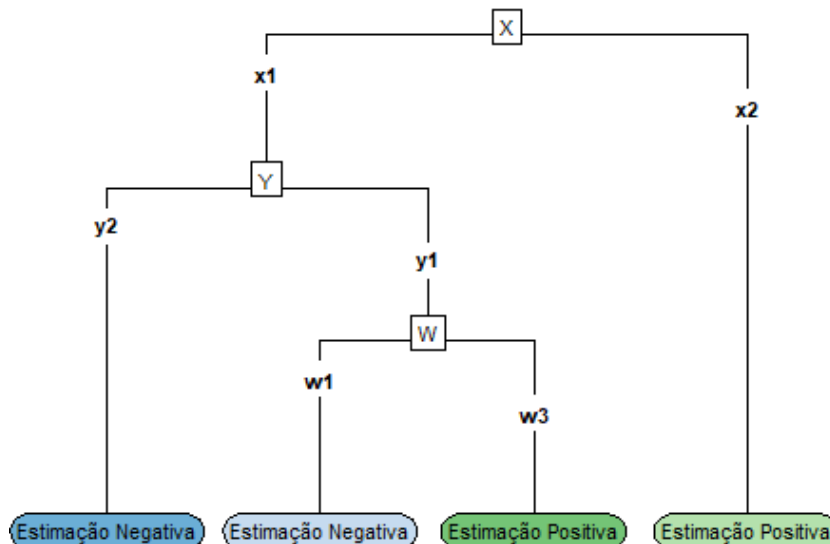 X
x1
x2
Y
y2
y1
W
w1
w3
Estimação Negativa
Estimação Negativa
Estimação Positiva
Estimação Positiva